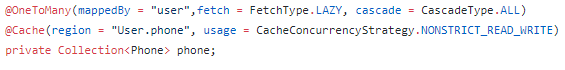 @OneToMany(mappedBy = "user",fetch = FetchType.LAZY, cascade = CascadeType.ALL)
@Cache(region = "User.phone", usage = CacheConcurrencyStrategy.NONSTRICT_READ_WRITE)
private Collection<Phone> phone;